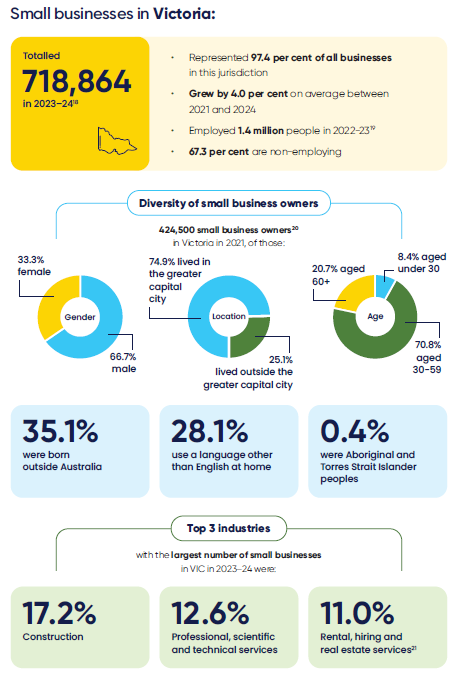 Small businesses in Victoria:
Totalled
718,864
in 2023–24¹⁸
• Represented 97.4 per cent of all businesses
in this jurisdiction
• Grew by 4.0 per cent on average between
2021 and 2024
• Employed 1.4 million people in 2022-23¹⁹
• 67.3 per cent are non-employing
Diversity of small business owners
424,500 small business owners²⁰
in Victoria in 2021, of those:
33.3%
female
Gender
66.7%
male
74.9% lived in
the greater
capital
city
Location
25.1%
lived outside the
greater capital city
20.7% aged
60+
8.4% aged
under 30
Age
70.8%
aged
30-59
35.1%
were born
outside Australia
28.1%
use a language other
than English at home
0.4%
were Aboriginal and
Torres Strait Islander
peoples
Top 3 industries
with the largest number of small businesses
in VIC in 2023–24 were:
17.2%
Construction
12.6%
Professional, scientific
and technical services
11.0%
Rental, hiring and
real estate services²¹